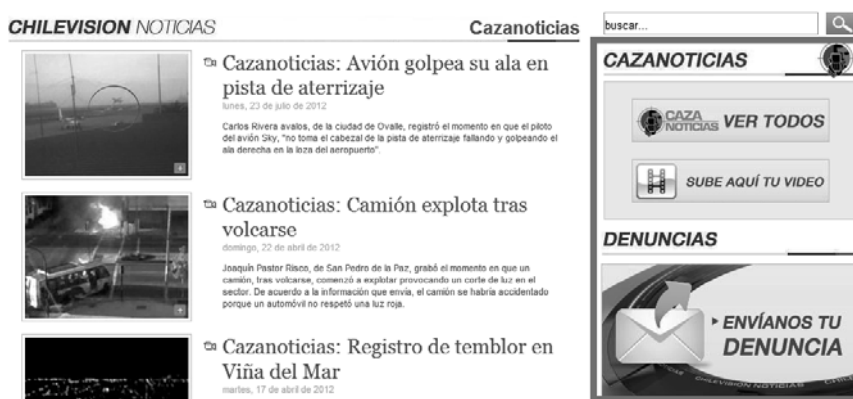 CHILEVISION NOTICIAS
Cazanoticias
Cazanoticias: Avión golpea su ala en
pista de aterrizaje
lunes, 23 de julio de 2012
Carlos Rivera avalos, de la ciudad de Ovalle, registró el momento en que el piloto
del avión Sky, "no toma el cabezal de la pista de aterrizaje fallando y golpeando el
ala derecha en la loza del aeropuerto".
Cazanoticias: Camión explota tras
volcarse
domingo, 22 de abril de 2012
Joaquín Pastor Risco, de San Pedro de la Paz, grabó el momento en que un
camión, tras volcarse, comenzó a explotar provocando un corte de luz en el
sector. De acuerdo a la información que envía, el camión se habría accidentado
porque un automóvil no respetó una luz roja.
Cazanoticias: Registro de temblor en
Viña del Mar
martes, 17 de abril de 2012
buscar...
CAZANOTICIAS
CAZA
NOTICIAS VER TODOS
SUBE AQUÍ TU VIDEO
DENUNCIAS
ENVÍANOS TU
DENUNCIA
CHILEVISIÓN NOTICIAS